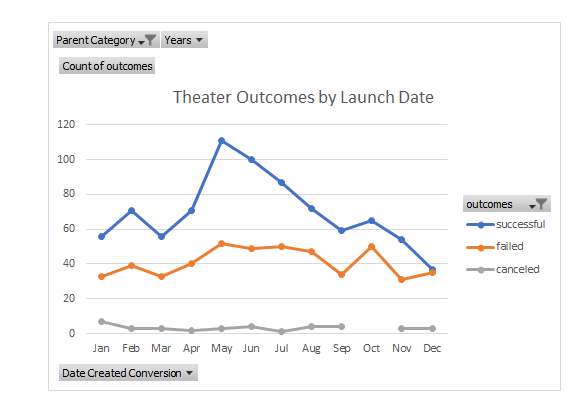 Parent Category Years
Count of outcomes
Theater Outcomes by Launch Date
120
100
80
60
40
20
0
Jan Feb Mar Apr May Jun Jul Aug Sep Oct Nov Dec
outcomes
successful
failed
canceled
Date Created Conversion